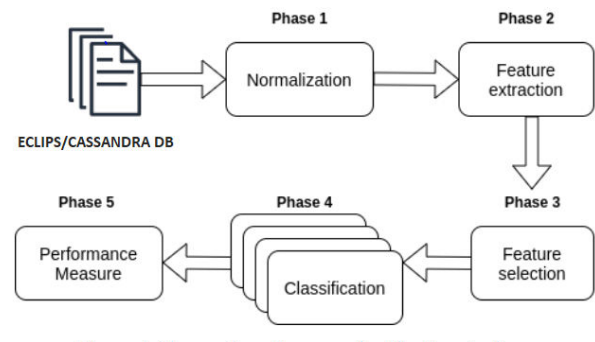 Phase 1
Phase 2
Normalization
Feature
extraction
ECLIPS/CASSANDRA DB
Phase 5
Phase 4
Phase 3
Performance
Measure
Classification
Feature
selection